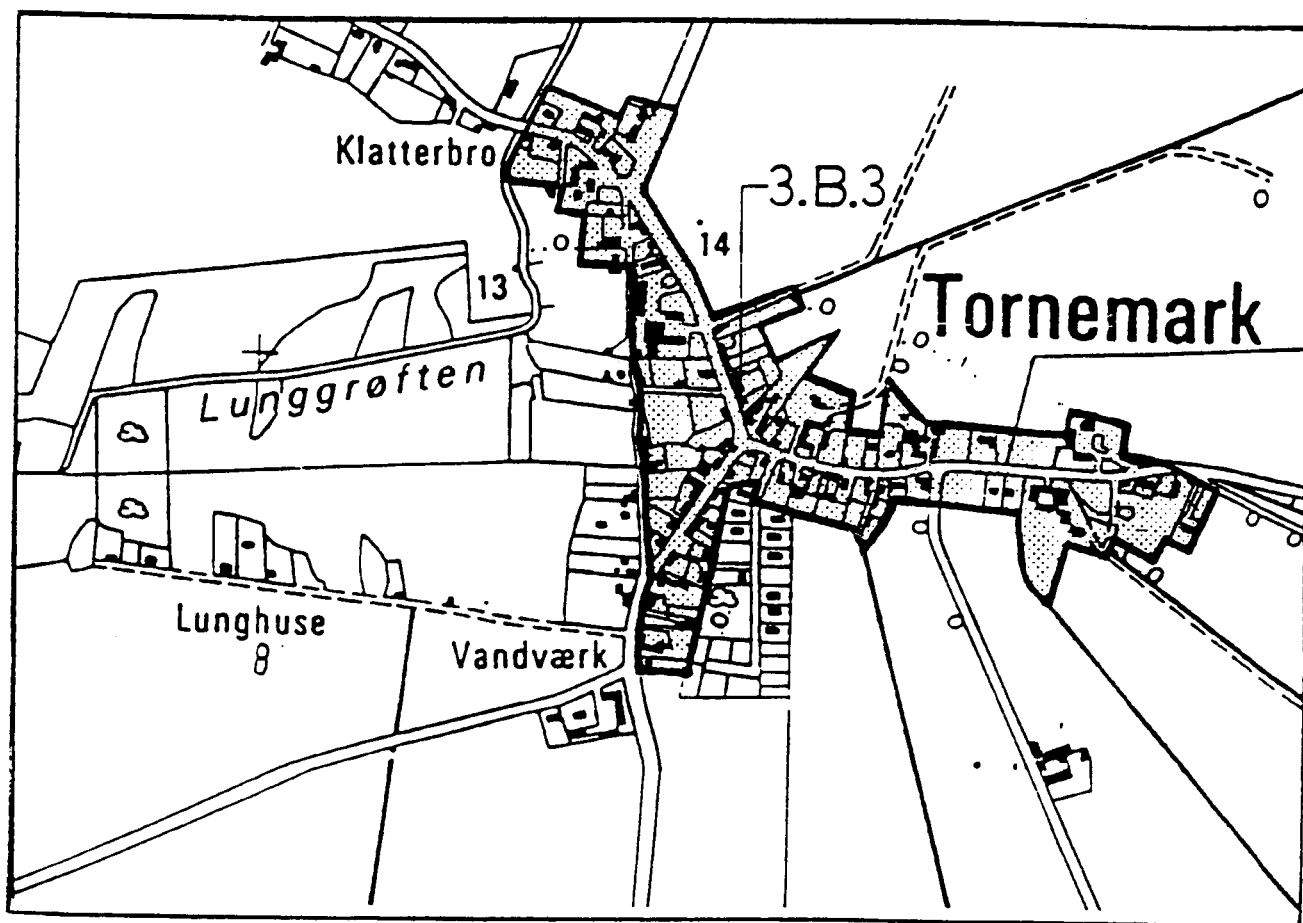 Klatterbro
3.B.3
14
13
Tornemark
Lunggrøften
Lunghuse
8
Vandværk